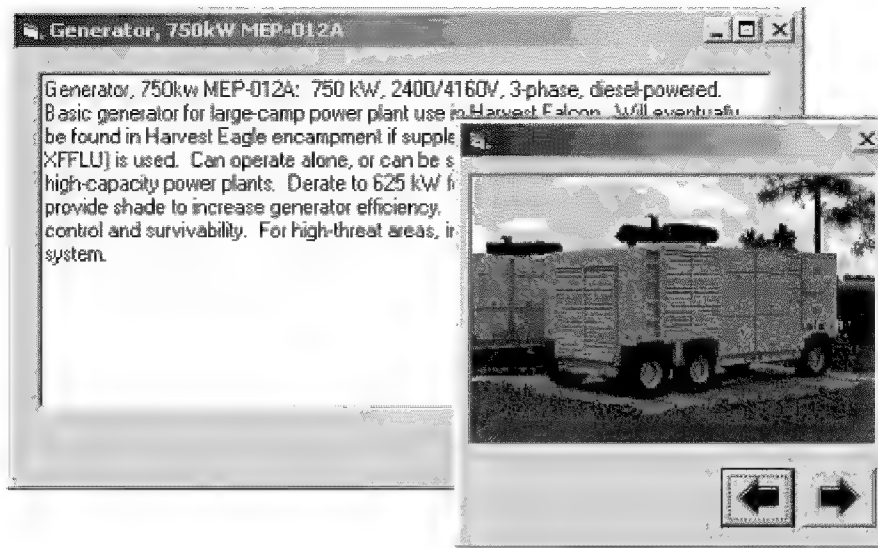 Generator, 750kW MEP-012A
Generator, 750kw MEP-012A: 750 kW, 2400/4160V, 3-phase, diesel-powered.
Basic generator for large-camp power plant use in Harvest Falcon. Will eventually
be found in Harvest Eagle encampment if supple
XFFLU) is used. Can operate alone, or can be s
high-capacity power plants. Derate to 625 kW f
provide shade to increase generator efficiency.
control and survivability. For high-threat areas, in
system.